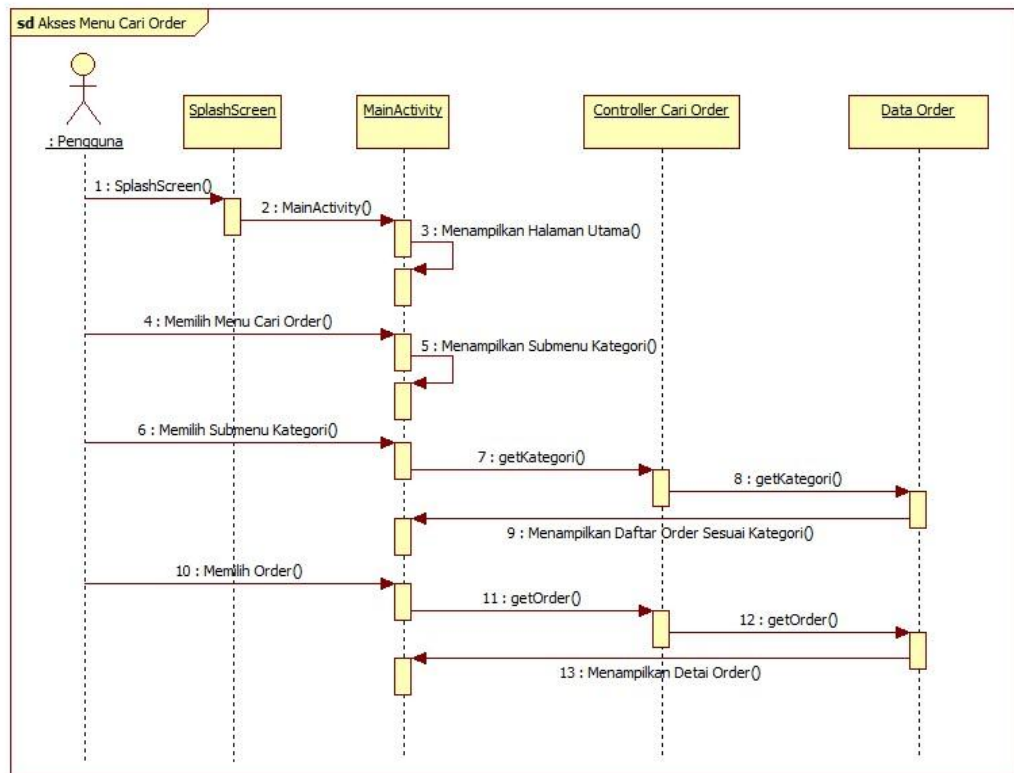 sd Akses Menu Cari Order
: Pengguna
SplashScreen
MainActivity
Controller Cari Order
Data Order
1 : SplashScreen()
2 : MainActivity()
3 : Menampilkan Halaman Utama()
4 : Memilih Menu Cari Order()
5 : Menampilkan Submenu Kategori()
6 : Memilih Submenu Kategori()
7 : getKategori()
8 : getKategori()
9 : Menampilkan Daftar Order Sesuai Kategori()
10 : Memilih Order()
11 : getOrder()
12 : getOrder()
13 : Menampilkan Detai Order()